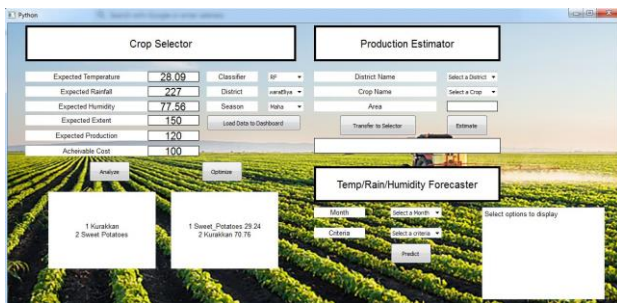 Python
Crop Selector
Expected Temperature 28.09 Classifier RF
Expected Rainfall 227 District
Expected Humidity 77.56 Season Maha
Expected Extent 150 Load Data to Dashboard
Expected Production 120
Acheivable Cost 100
Analyze Optimize
1 Kurakkan
2 Sweet Potatoes
1 Sweet_Potatoes 29.24
2 Kurakkan 70.76
Production Estimator
District Name Select a District
Crop Name Select a Crop
Area
Transfer to Selector Estimate
Temp/Rain/Humidity Forecaster
Month Select a Month
Criteria Select a criteria
Predict
Select options to display